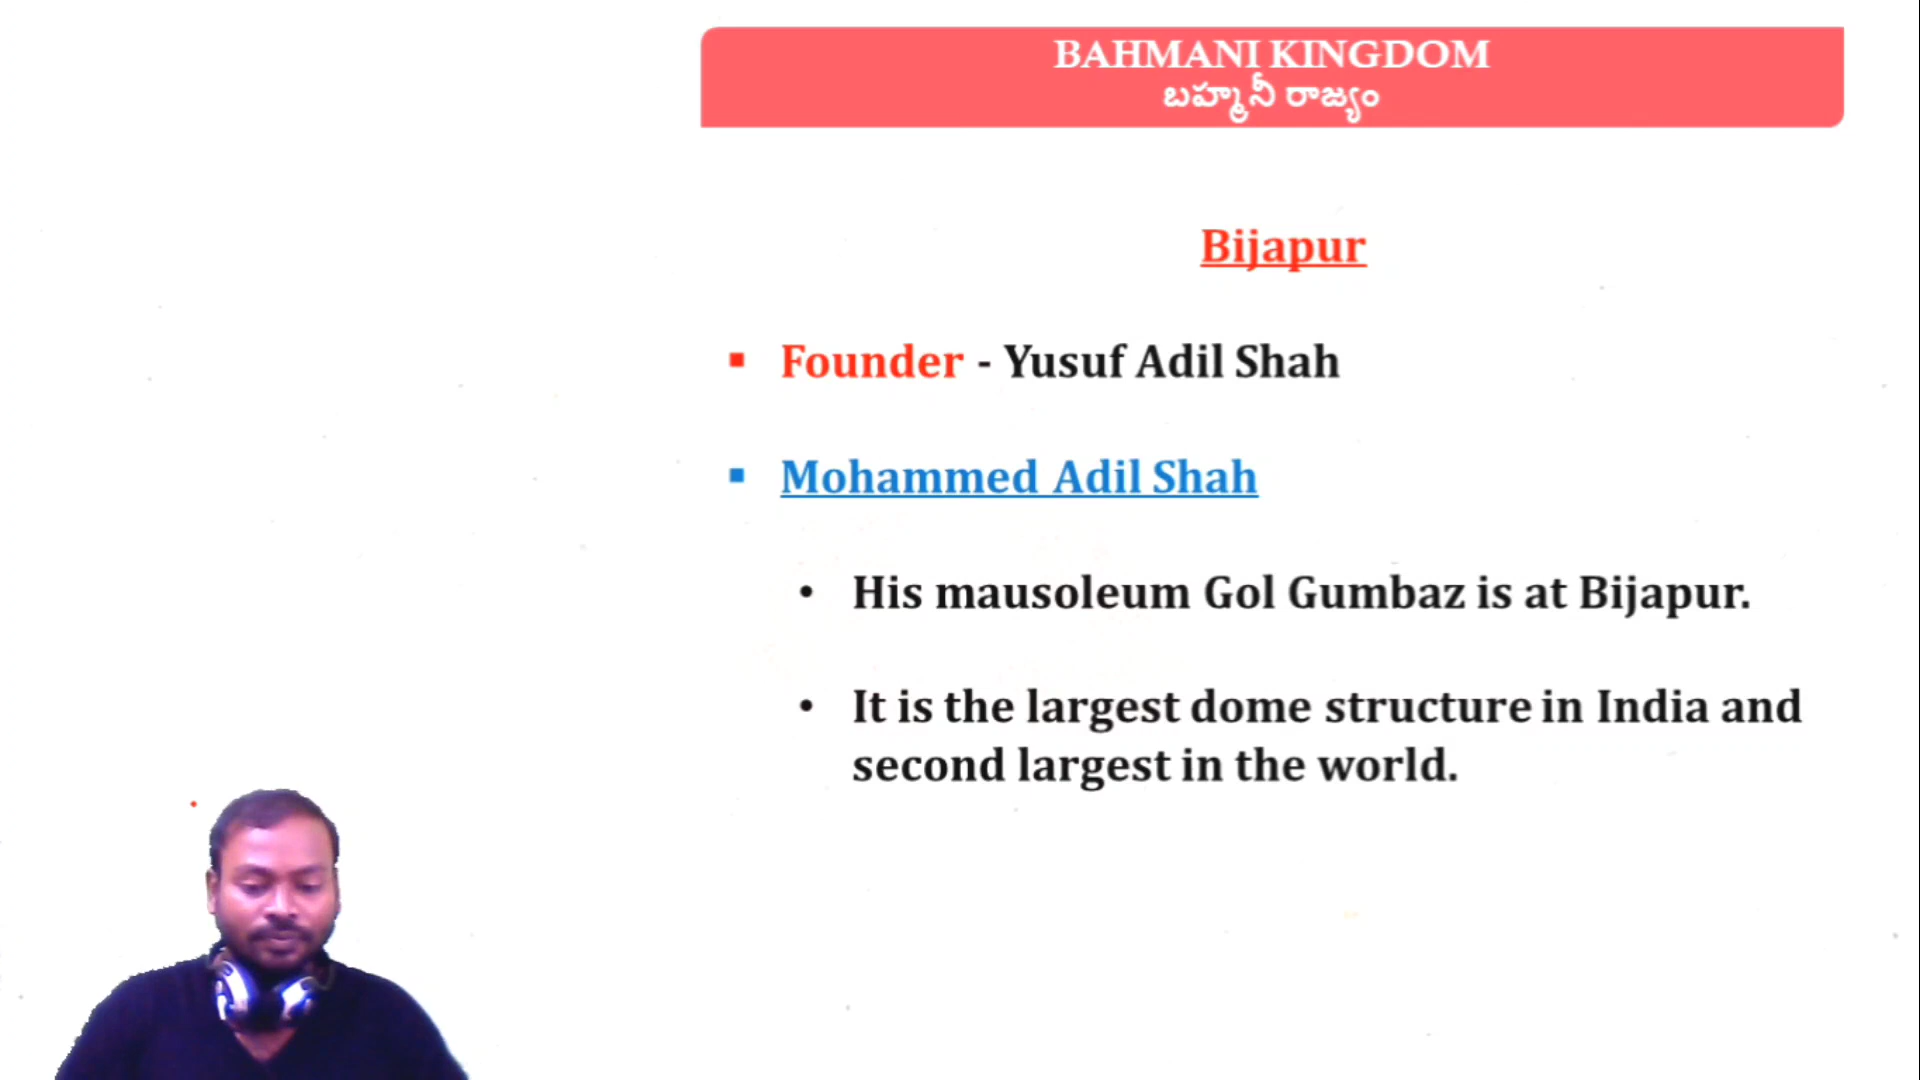 BAHMANI KINGDOM
బహ్మనీ రాజ్యం
Bijapur
▪ Founder - Yusuf Adil Shah
▪ Mohammed Adil Shah
• His mausoleum Gol Gumbaz is at Bijapur.
• It is the largest dome structure in India and
second largest in the world.